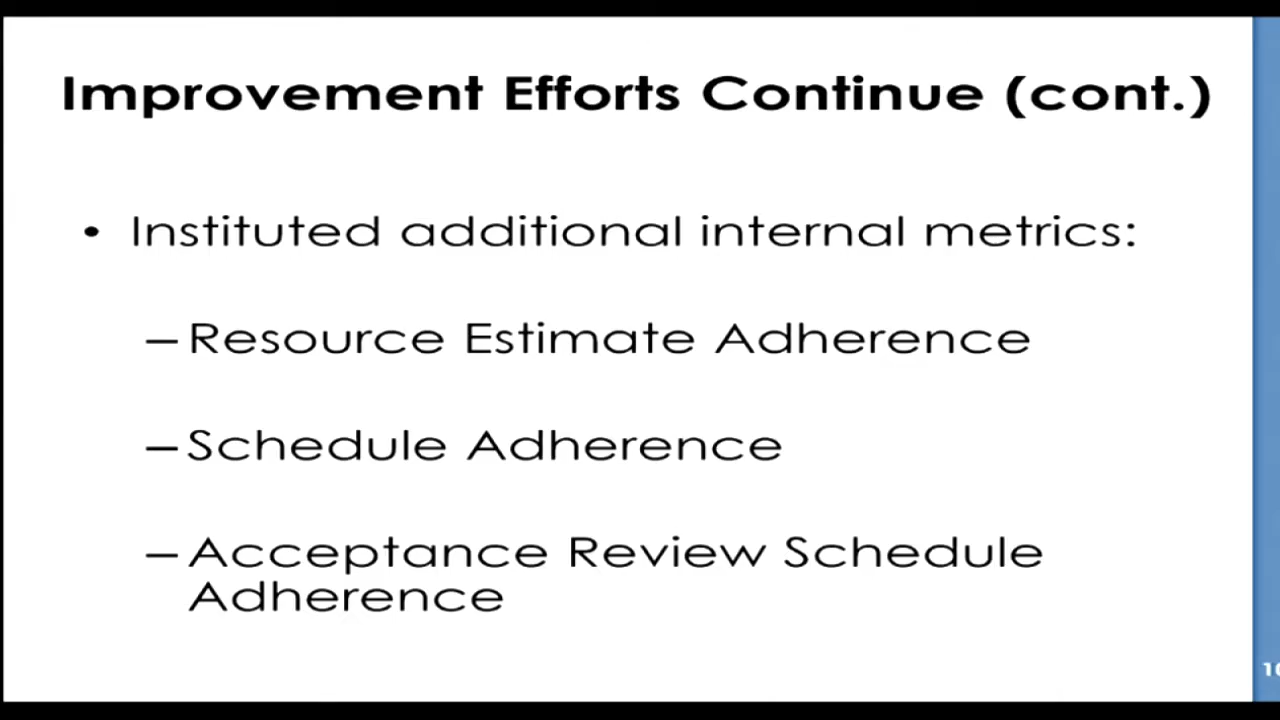 Improvement Efforts Continue (cont.)
• Instituted additional internal metrics:
– Resource Estimate Adherence
– Schedule Adherence
– Acceptance Review Schedule
Adherence